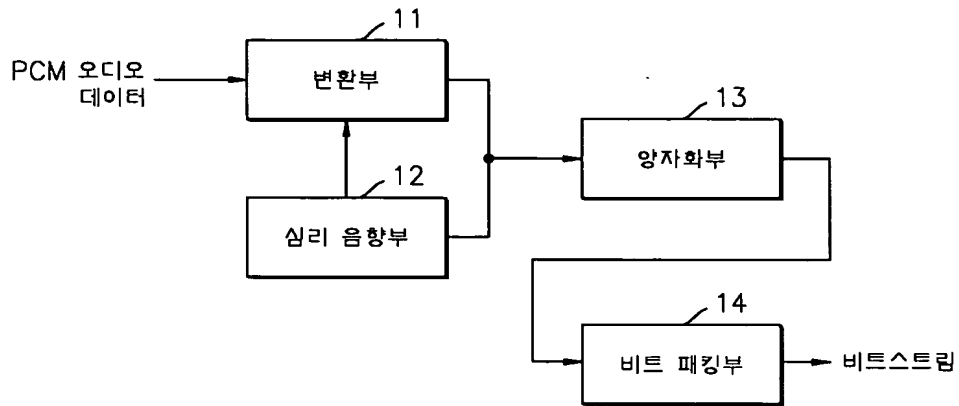 11
PCM 오디오
데이터
변환부
13
양자화부
12
심리 음향부
14
비트 패킹부
비트스트림